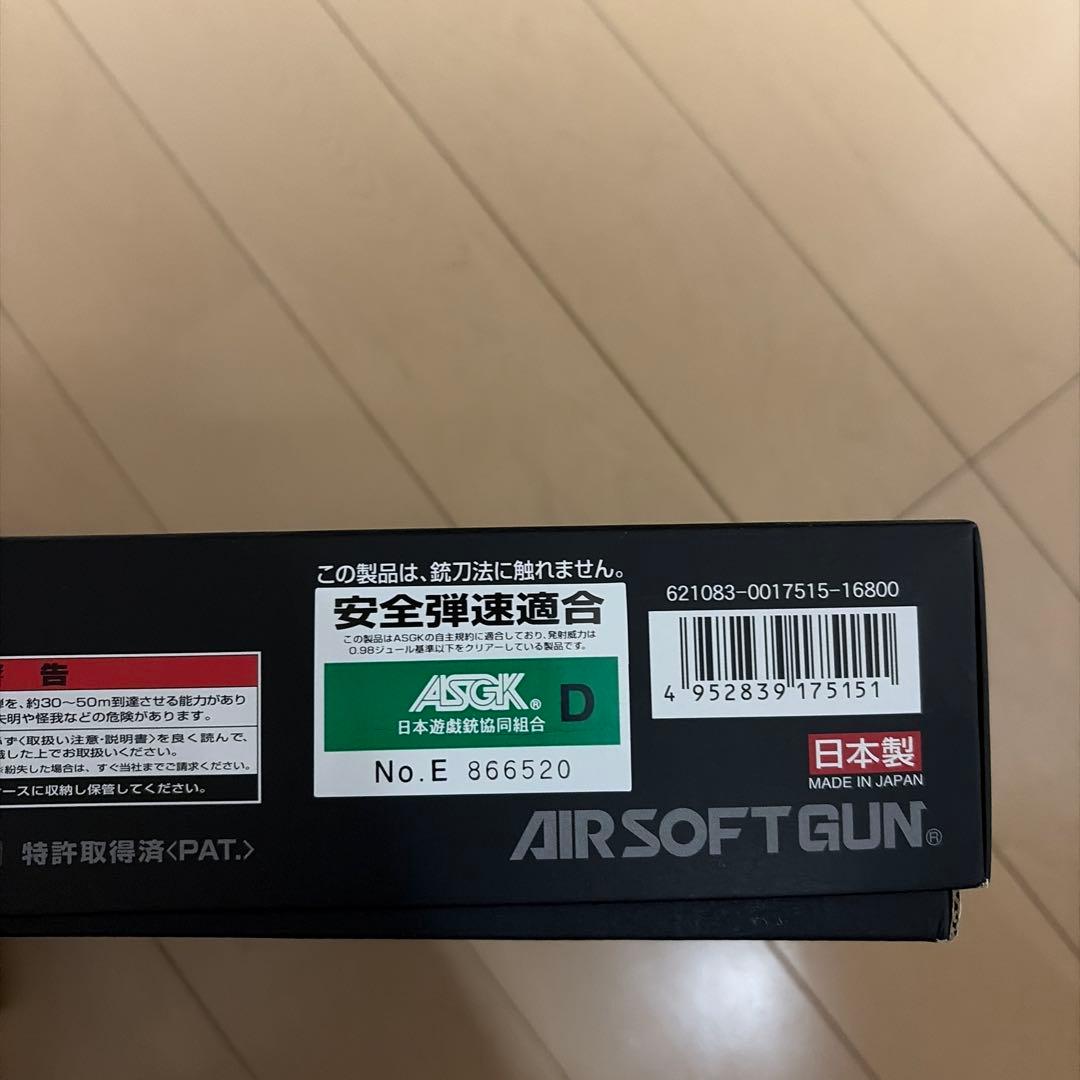 この製品は、銃刀法に触れません。
安全弾速適合
この製品はASGKの自主規約に適合しており、発射威力は
0.98ジュール基準以下をクリアーしている製品です。
ASGK® D
日本遊戯銃協同組合
No.E 866520
621083-0017515-16800
4 952839 175151
日本製
MADE IN JAPAN
AIRSOFTGUN®
告
を、約30〜50m到達させる能力があり
失明や怪我などの危険があります。
ず〈取扱い注意・説明書〉を良く読んで、
した上でお取扱いください。
※紛失した場合は、すぐ当社までご請求ください。
ースに収納し保管してください。
特許取得済〈PAT.〉